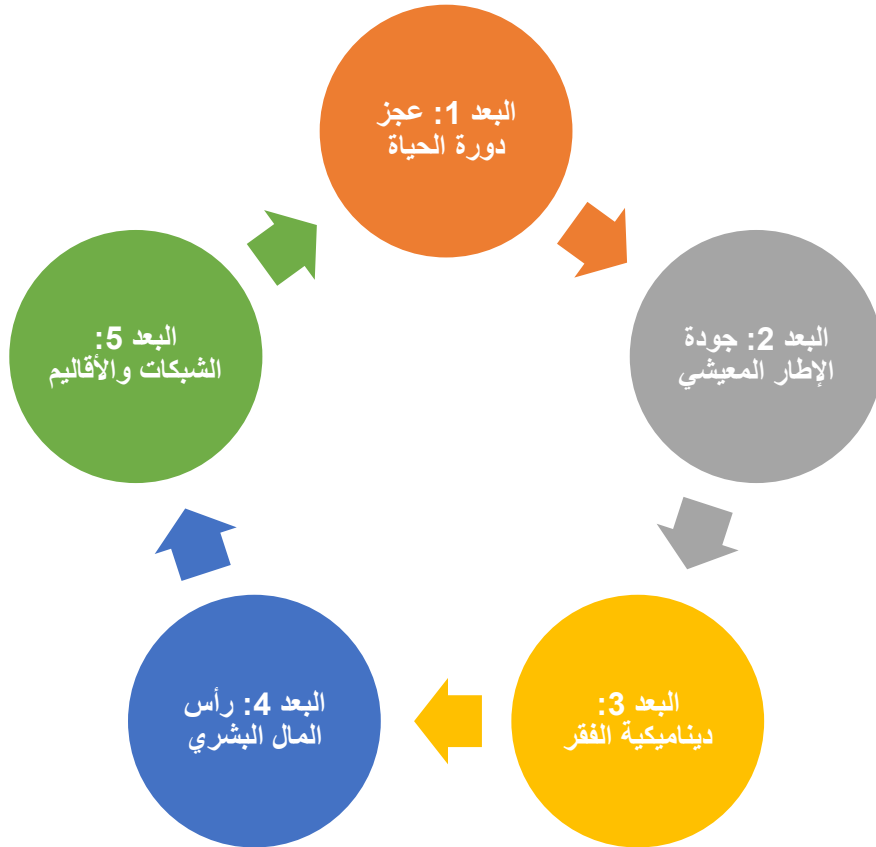 البعد 1: عجز
دورة الحياة
البعد 2: جودة
الإطار المعيشي
البعد 3:
ديناميكية الفقر
البعد 4: رأس
المال البشري
البعد 5:
الشبكات والأقاليم